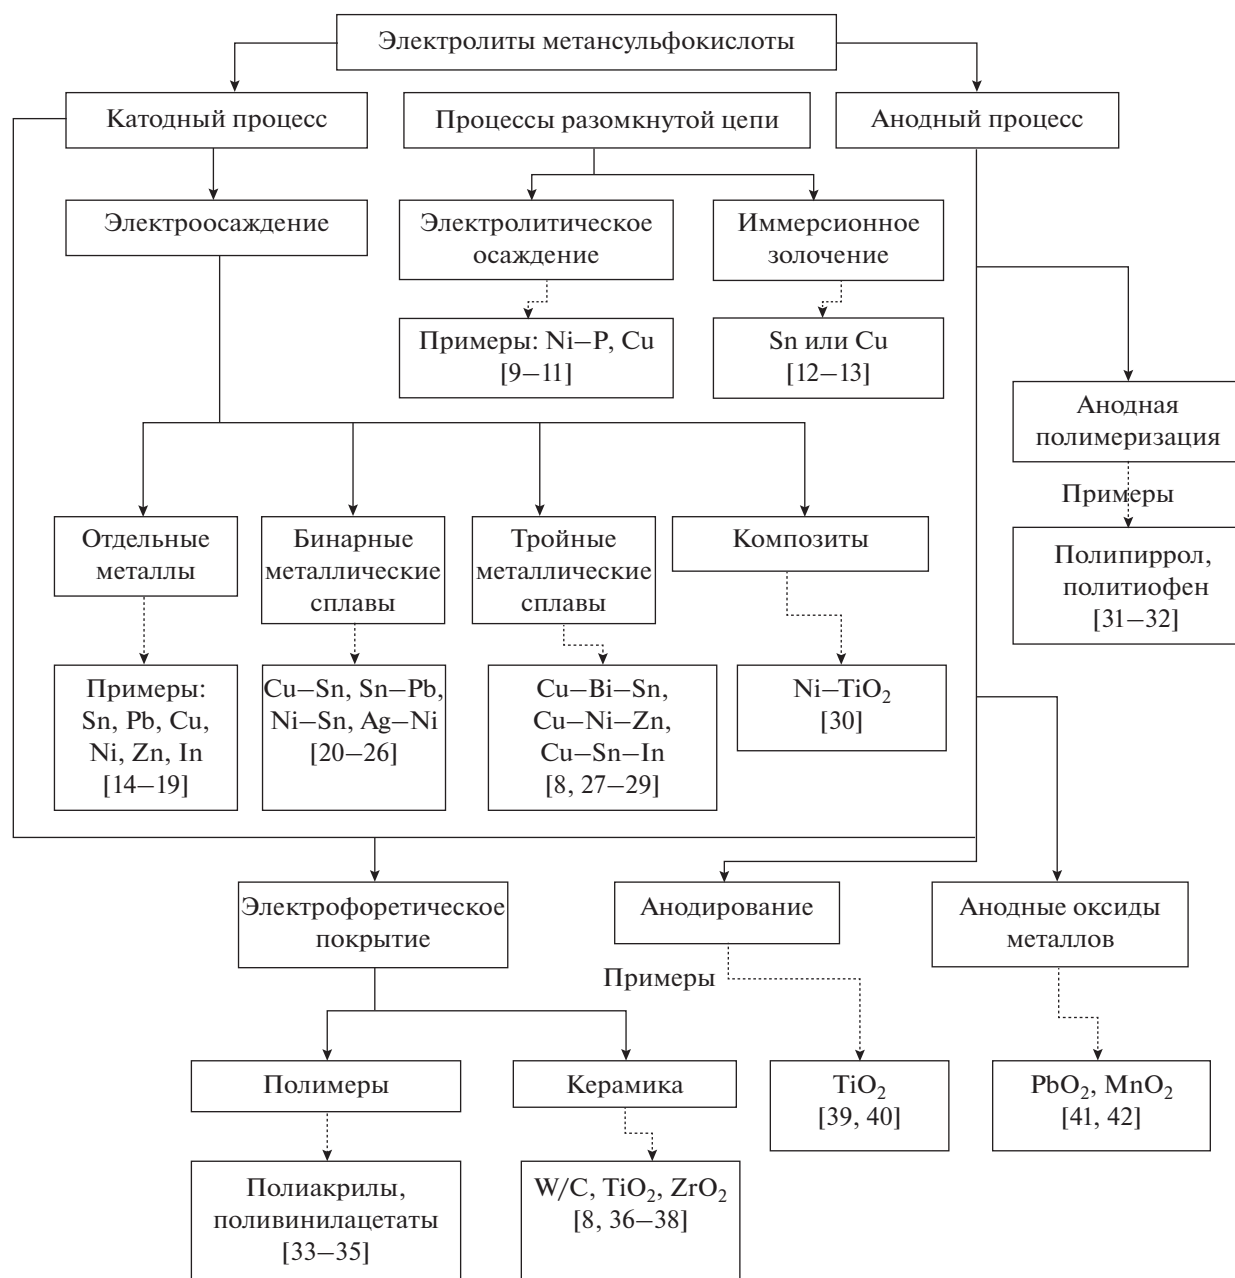 Электролиты метансульфокислоты
Катодный процесс
Процессы разомкнутой цепи
Анодный процесс
Электроосаждение
Электролитическое
осаждение
Иммерсионное
золочение
Примеры: Ni–P, Cu
[9–11]
Sn или Cu
[12–13]
Анодная
полимеризация
Примеры
Полипиррол,
политиофен
[31–32]
Отдельные
металлы
Бинарные
металлические
сплавы
Тройные
металлические
сплавы
Композиты
Примеры:
Sn, Pb, Cu,
Ni, Zn, In
[14–19]
Cu–Sn, Sn–Pb,
Ni–Sn, Ag–Ni
[20–26]
Cu–Bi–Sn,
Cu–Ni–Zn,
Cu–Sn–In
[8, 27–29]
Ni–TiO₂
[30]
Электрофоретическое
покрытие
Анодирование
Анодные оксиды
металлов
Примеры
Полимеры
Керамика
TiO₂
[39, 40]
PbO₂, MnO₂
[41, 42]
Полиакрилы,
поливинилацетаты
[33–35]
W/C, TiO₂, ZrO₂
[8, 36–38]